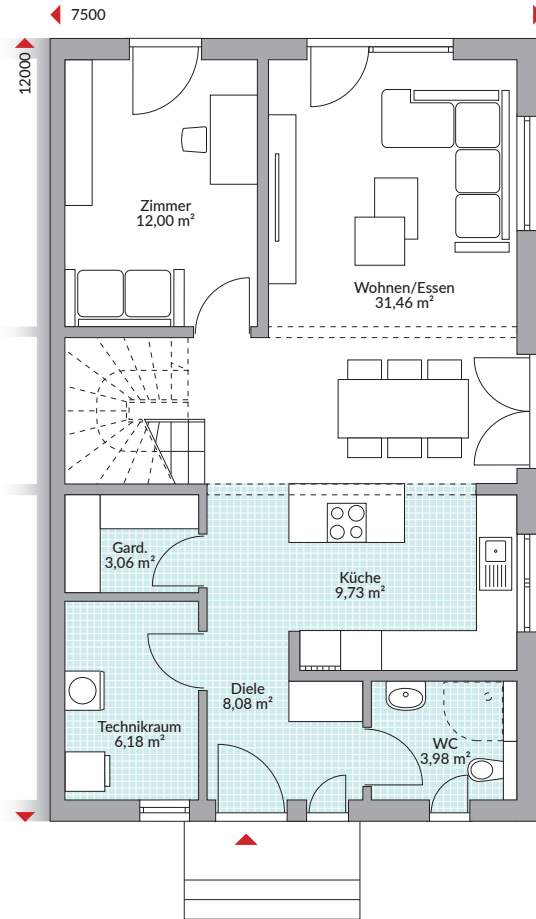 7500
12000
Zimmer
12,00 m²
Wohnen/Essen
31,46 m²
Gard.
3,06 m²
Küche
9,73 m²
Diele
8,08 m²
Technikraum
6,18 m²
WC
3,98 m²